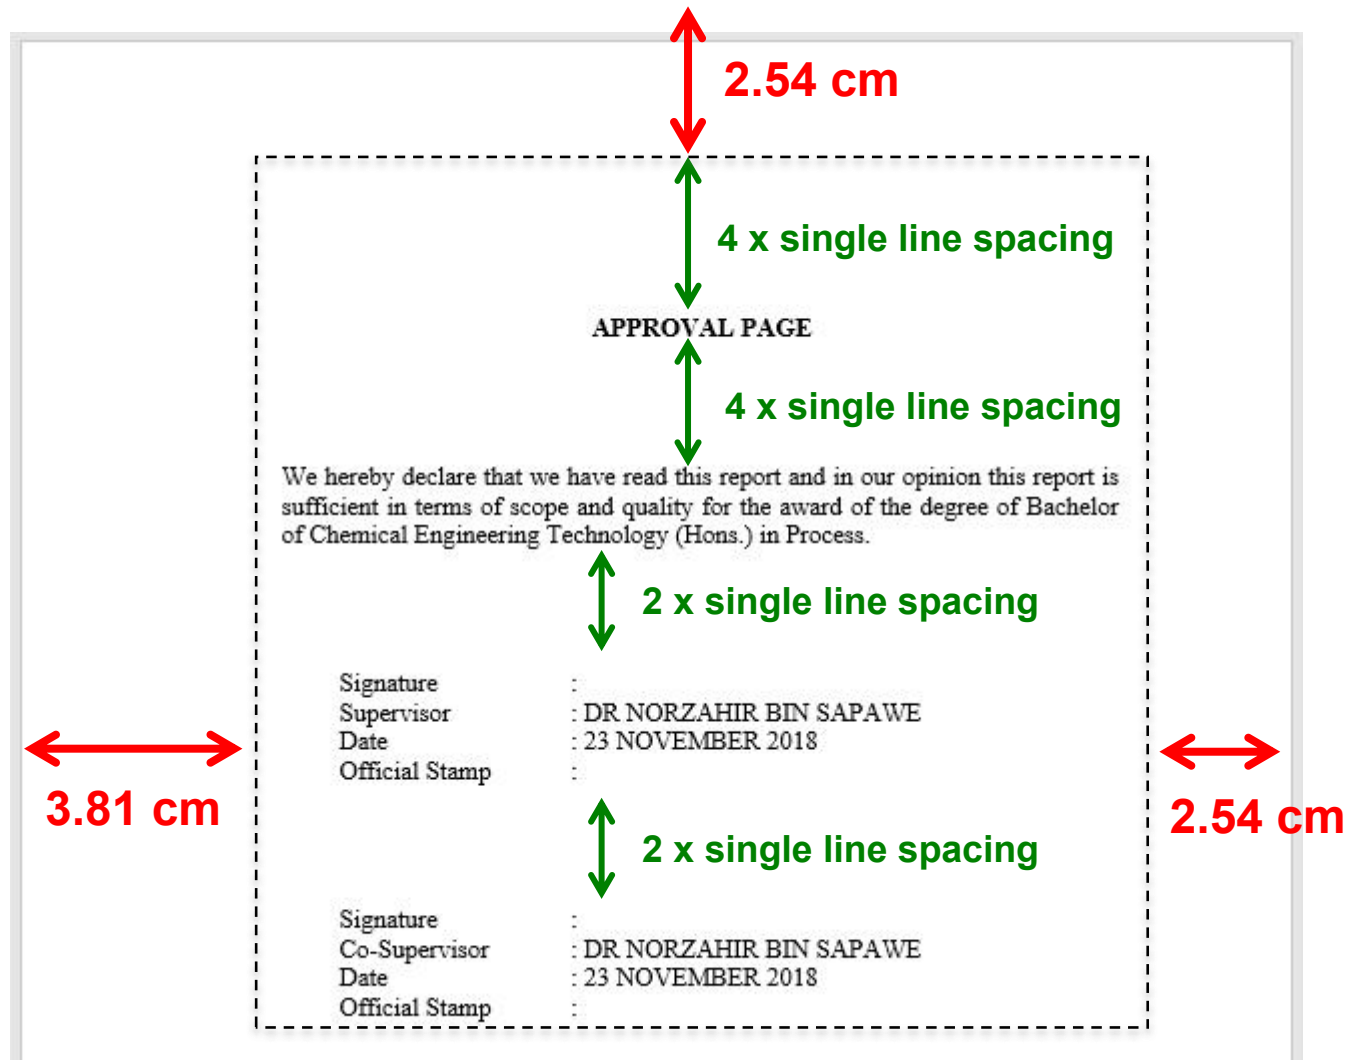 2.54 cm
4 x single line spacing
APPROVAL PAGE
4 x single line spacing
We hereby declare that we have read this report and in our opinion this report is
sufficient in terms of scope and quality for the award of the degree of Bachelor
of Chemical Engineering Technology (Hons.) in Process.
2 x single line spacing
Signature :
Supervisor : DR NORZAHIR BIN SAPAWE
Date : 23 NOVEMBER 2018
Official Stamp :
3.81 cm
2.54 cm
2 x single line spacing
Signature :
Co-Supervisor : DR NORZAHIR BIN SAPAWE
Date : 23 NOVEMBER 2018
Official Stamp :